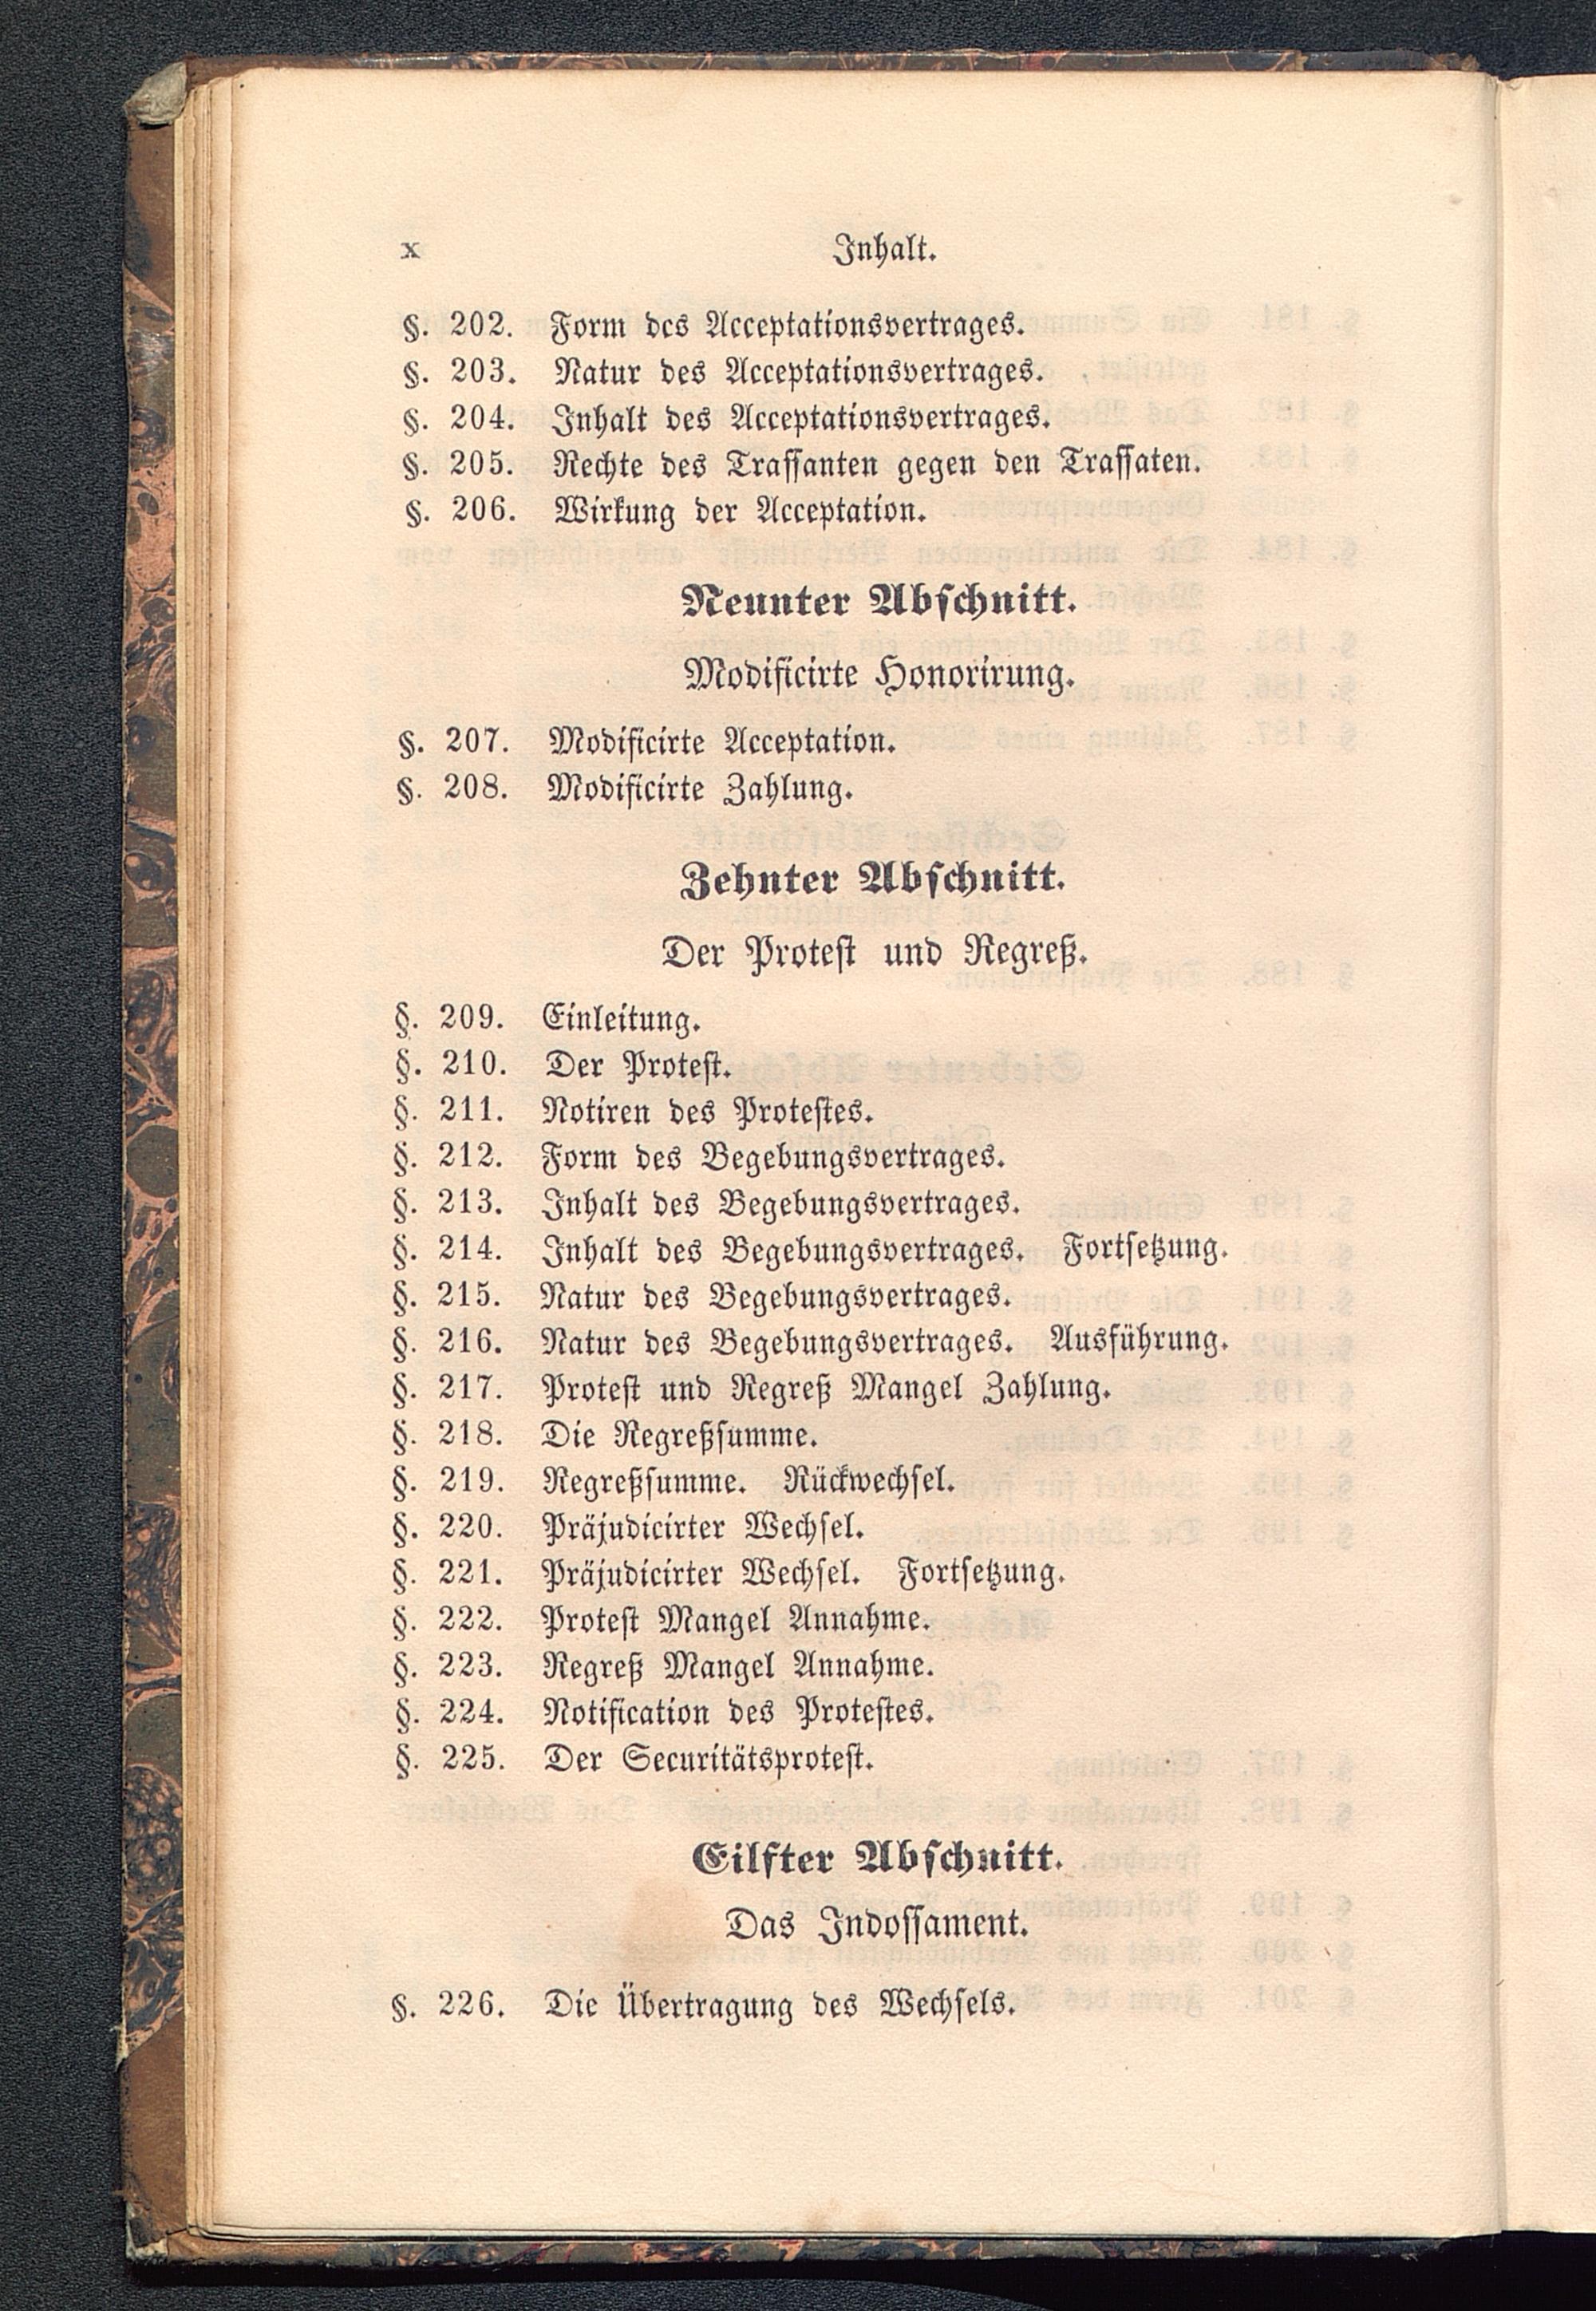 x Inhalt.
§. 202. Form des Acceptationsvertrages.
§. 203. Natur des Acceptationsvertrages.
§. 204. Inhalt des Acceptationsvertrages.
§. 205. Rechte des Trassanten gegen den Trassaten.
§. 206. Wirkung der Acceptation.
Neunter Abschnitt.
Modificirte Honorirung.
§. 207. Modificirte Acceptation.
§. 208. Modificirte Zahlung.
Zehnter Abschnitt.
Der Protest und Regreß.
§. 209. Einleitung.
§. 210. Der Protest.
§. 211. Notiren des Protestes.
§. 212. Form des Begebungsvertrages.
§. 213. Inhalt des Begebungsvertrages.
§. 214. Inhalt des Begebungsvertrages. Fortsetzung.
§. 215. Natur des Begebungsvertrages.
§. 216. Natur des Begebungsvertrages. Ausführung.
§. 217. Protest und Regreß Mangel Zahlung.
§. 218. Die Regreßsumme.
§. 219. Regreßsumme. Rückwechsel.
§. 220. Präjudicirter Wechsel.
§. 221. Präjudicirter Wechsel. Fortsetzung.
§. 222. Protest Mangel Annahme.
§. 223. Regreß Mangel Annahme.
§. 224. Notification des Protestes.
§. 225. Der Securitätsprotest.
Eilfter Abschnitt.
Das Indossament.
§. 226. Die Übertragung des Wechsels.